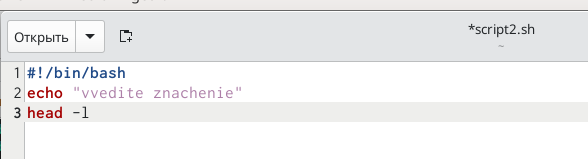 Открыть
*script2.sh
~
1 #!/bin/bash
2 echo "vvedite znachenie"
3 head -l